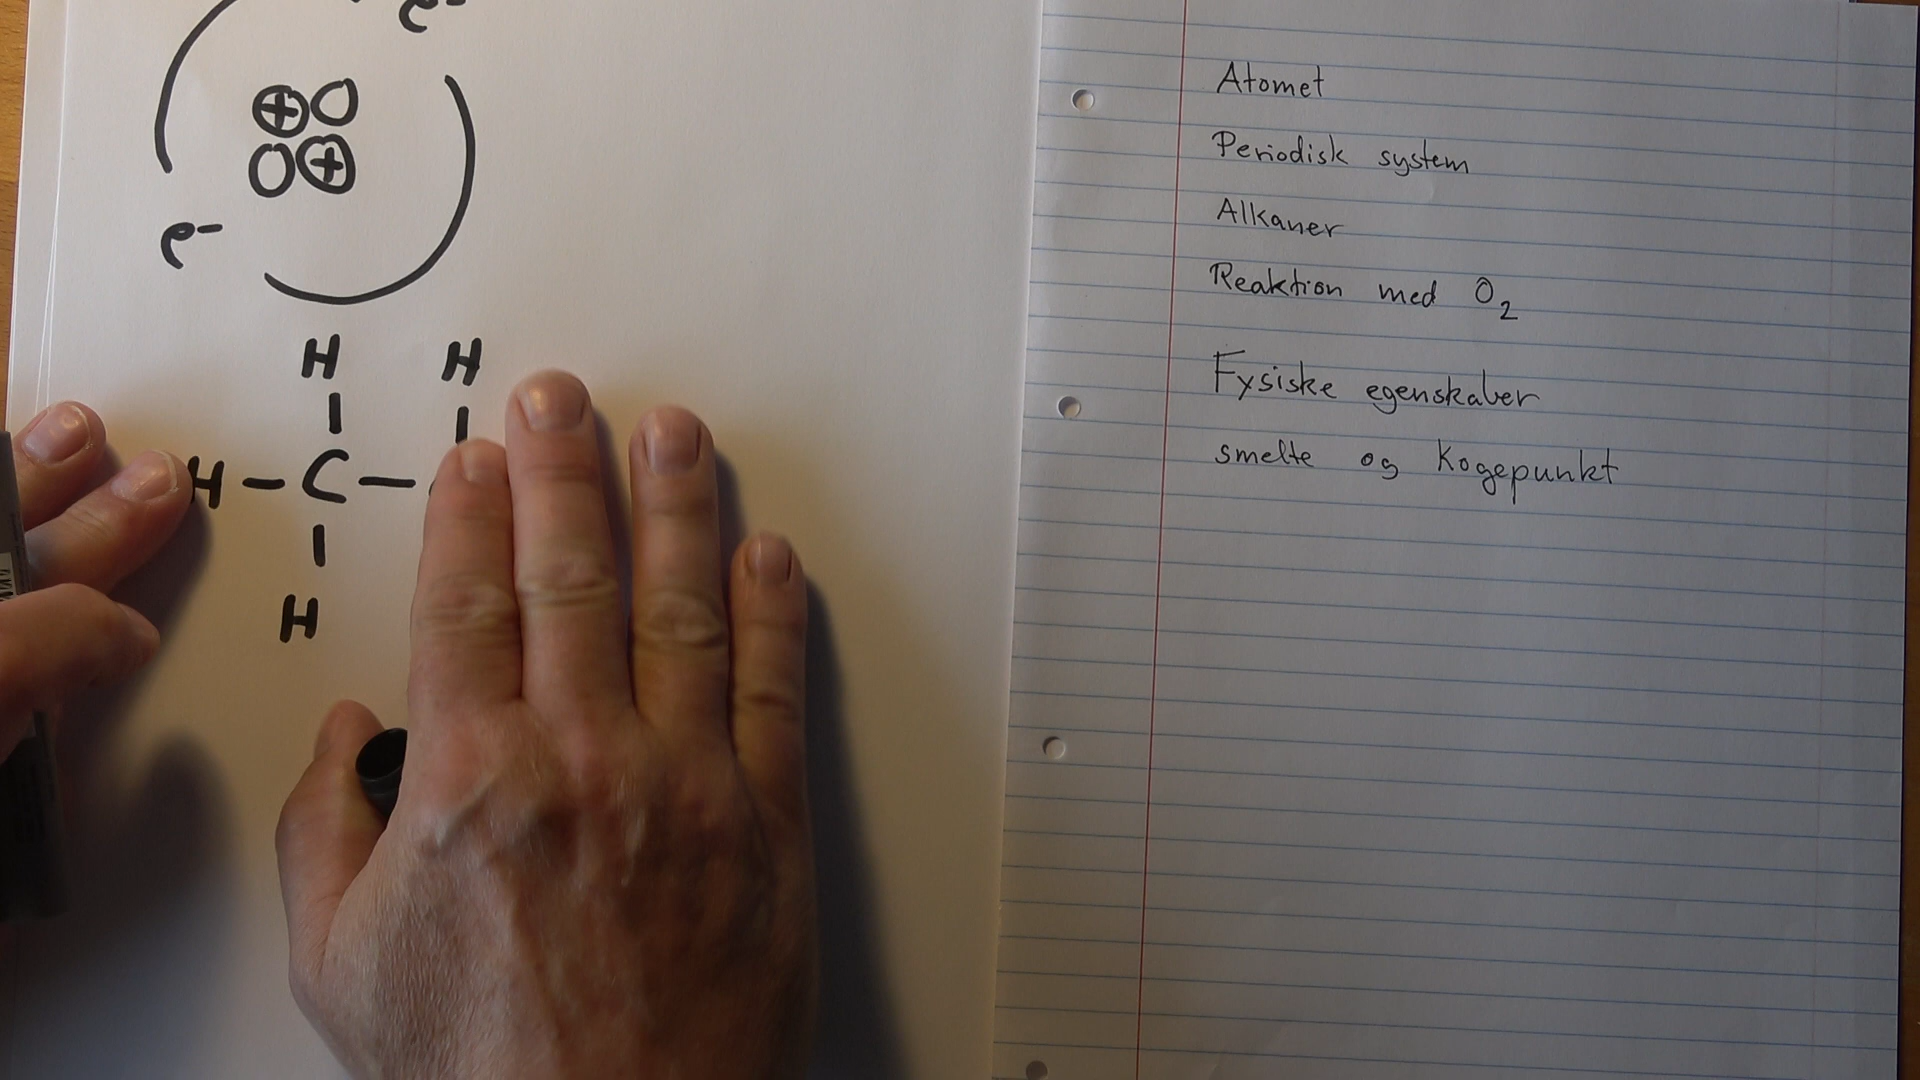 e-
+
+
e-
H H
H - C -
H
Atomet
Periodisk system
Alkaner
Reaktion med O2
Fysiske egenskaber
smelte og kogepunkt